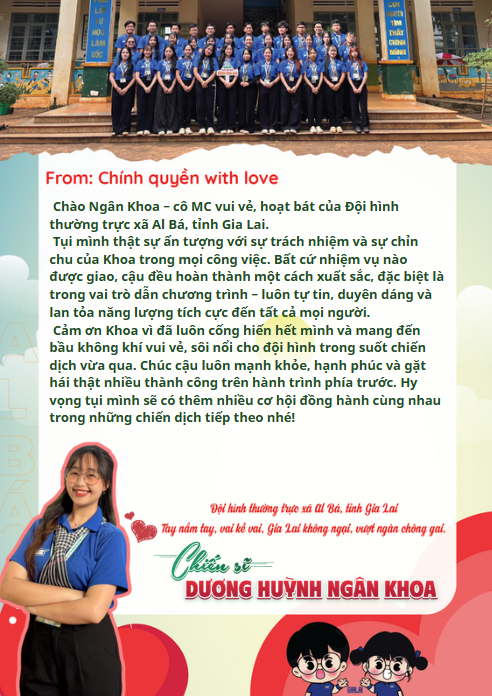 LÀ TỰ
HỌC
LÀM
NGƯỜI
TÌM
THẤY
CHÍNH
MÌNH
From: Chính quyền with love
Chào Ngân Khoa – cô MC vui vẻ, hoạt bát của Đội hình
thường trực xã Al Bá, tỉnh Gia Lai.
Tụi mình thật sự ấn tượng với sự trách nhiệm và sự chỉn
chu của Khoa trong mọi công việc. Bất cứ nhiệm vụ nào
được giao, cậu đều hoàn thành một cách xuất sắc, đặc biệt là
trong vai trò dẫn chương trình – luôn tự tin, duyên dáng và
lan tỏa năng lượng tích cực đến tất cả mọi người.
Cảm ơn Khoa vì đã luôn cống hiến hết mình và mang đến
bầu không khí vui vẻ, sôi nổi cho đội hình trong suốt chiến
dịch vừa qua. Chúc cậu luôn mạnh khỏe, hạnh phúc và gặt
hái thật nhiều thành công trên hành trình phía trước. Hy
vọng tụi mình sẽ có thêm nhiều cơ hội đồng hành cùng nhau
trong những chiến dịch tiếp theo nhé!
Đội hình thường trực xã Al Bá, tỉnh Gia Lai
Tay nắm tay, vai kề vai, Gia Lai không ngại, vượt ngàn chông gai.
Chiến sĩ
DƯƠNG HUỲNH NGÂN KHOA